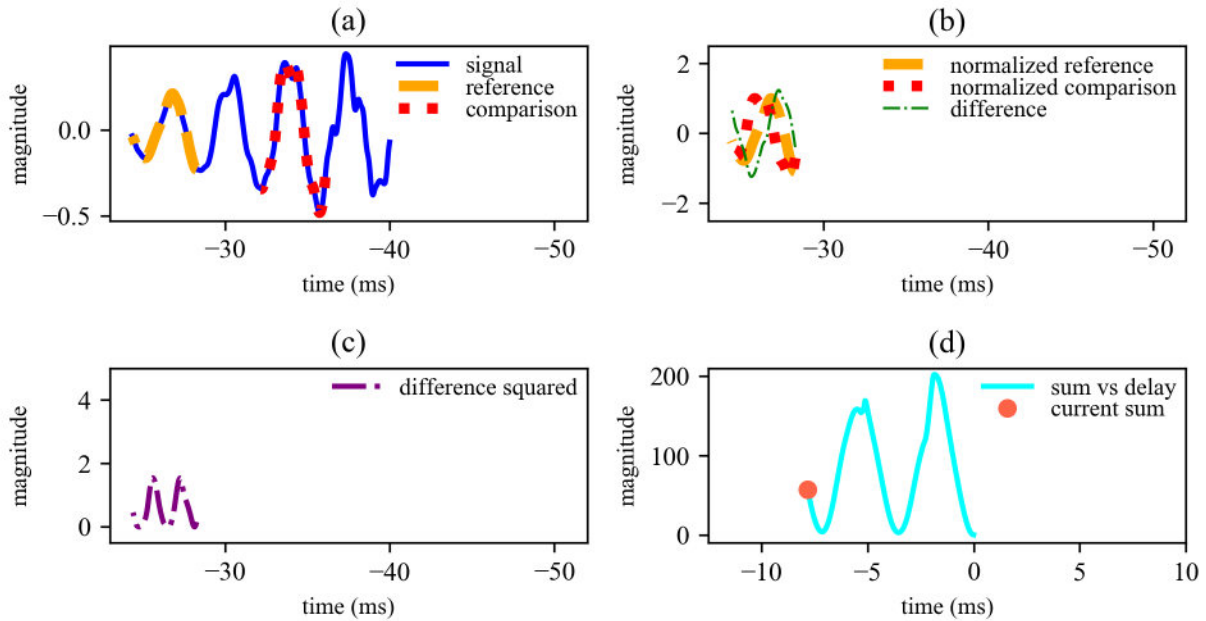 (a)
signal
reference
comparison
magnitude
0.0
−0.5
−30
−40
−50
time (ms)
(b)
normalized reference
normalized comparison
difference
magnitude
2
0
−2
−30
−40
−50
time (ms)
(c)
difference squared
magnitude
4
2
0
−30
−40
−50
time (ms)
(d)
sum vs delay
current sum
magnitude
200
100
0
−10
−5
0
5
10
time (ms)